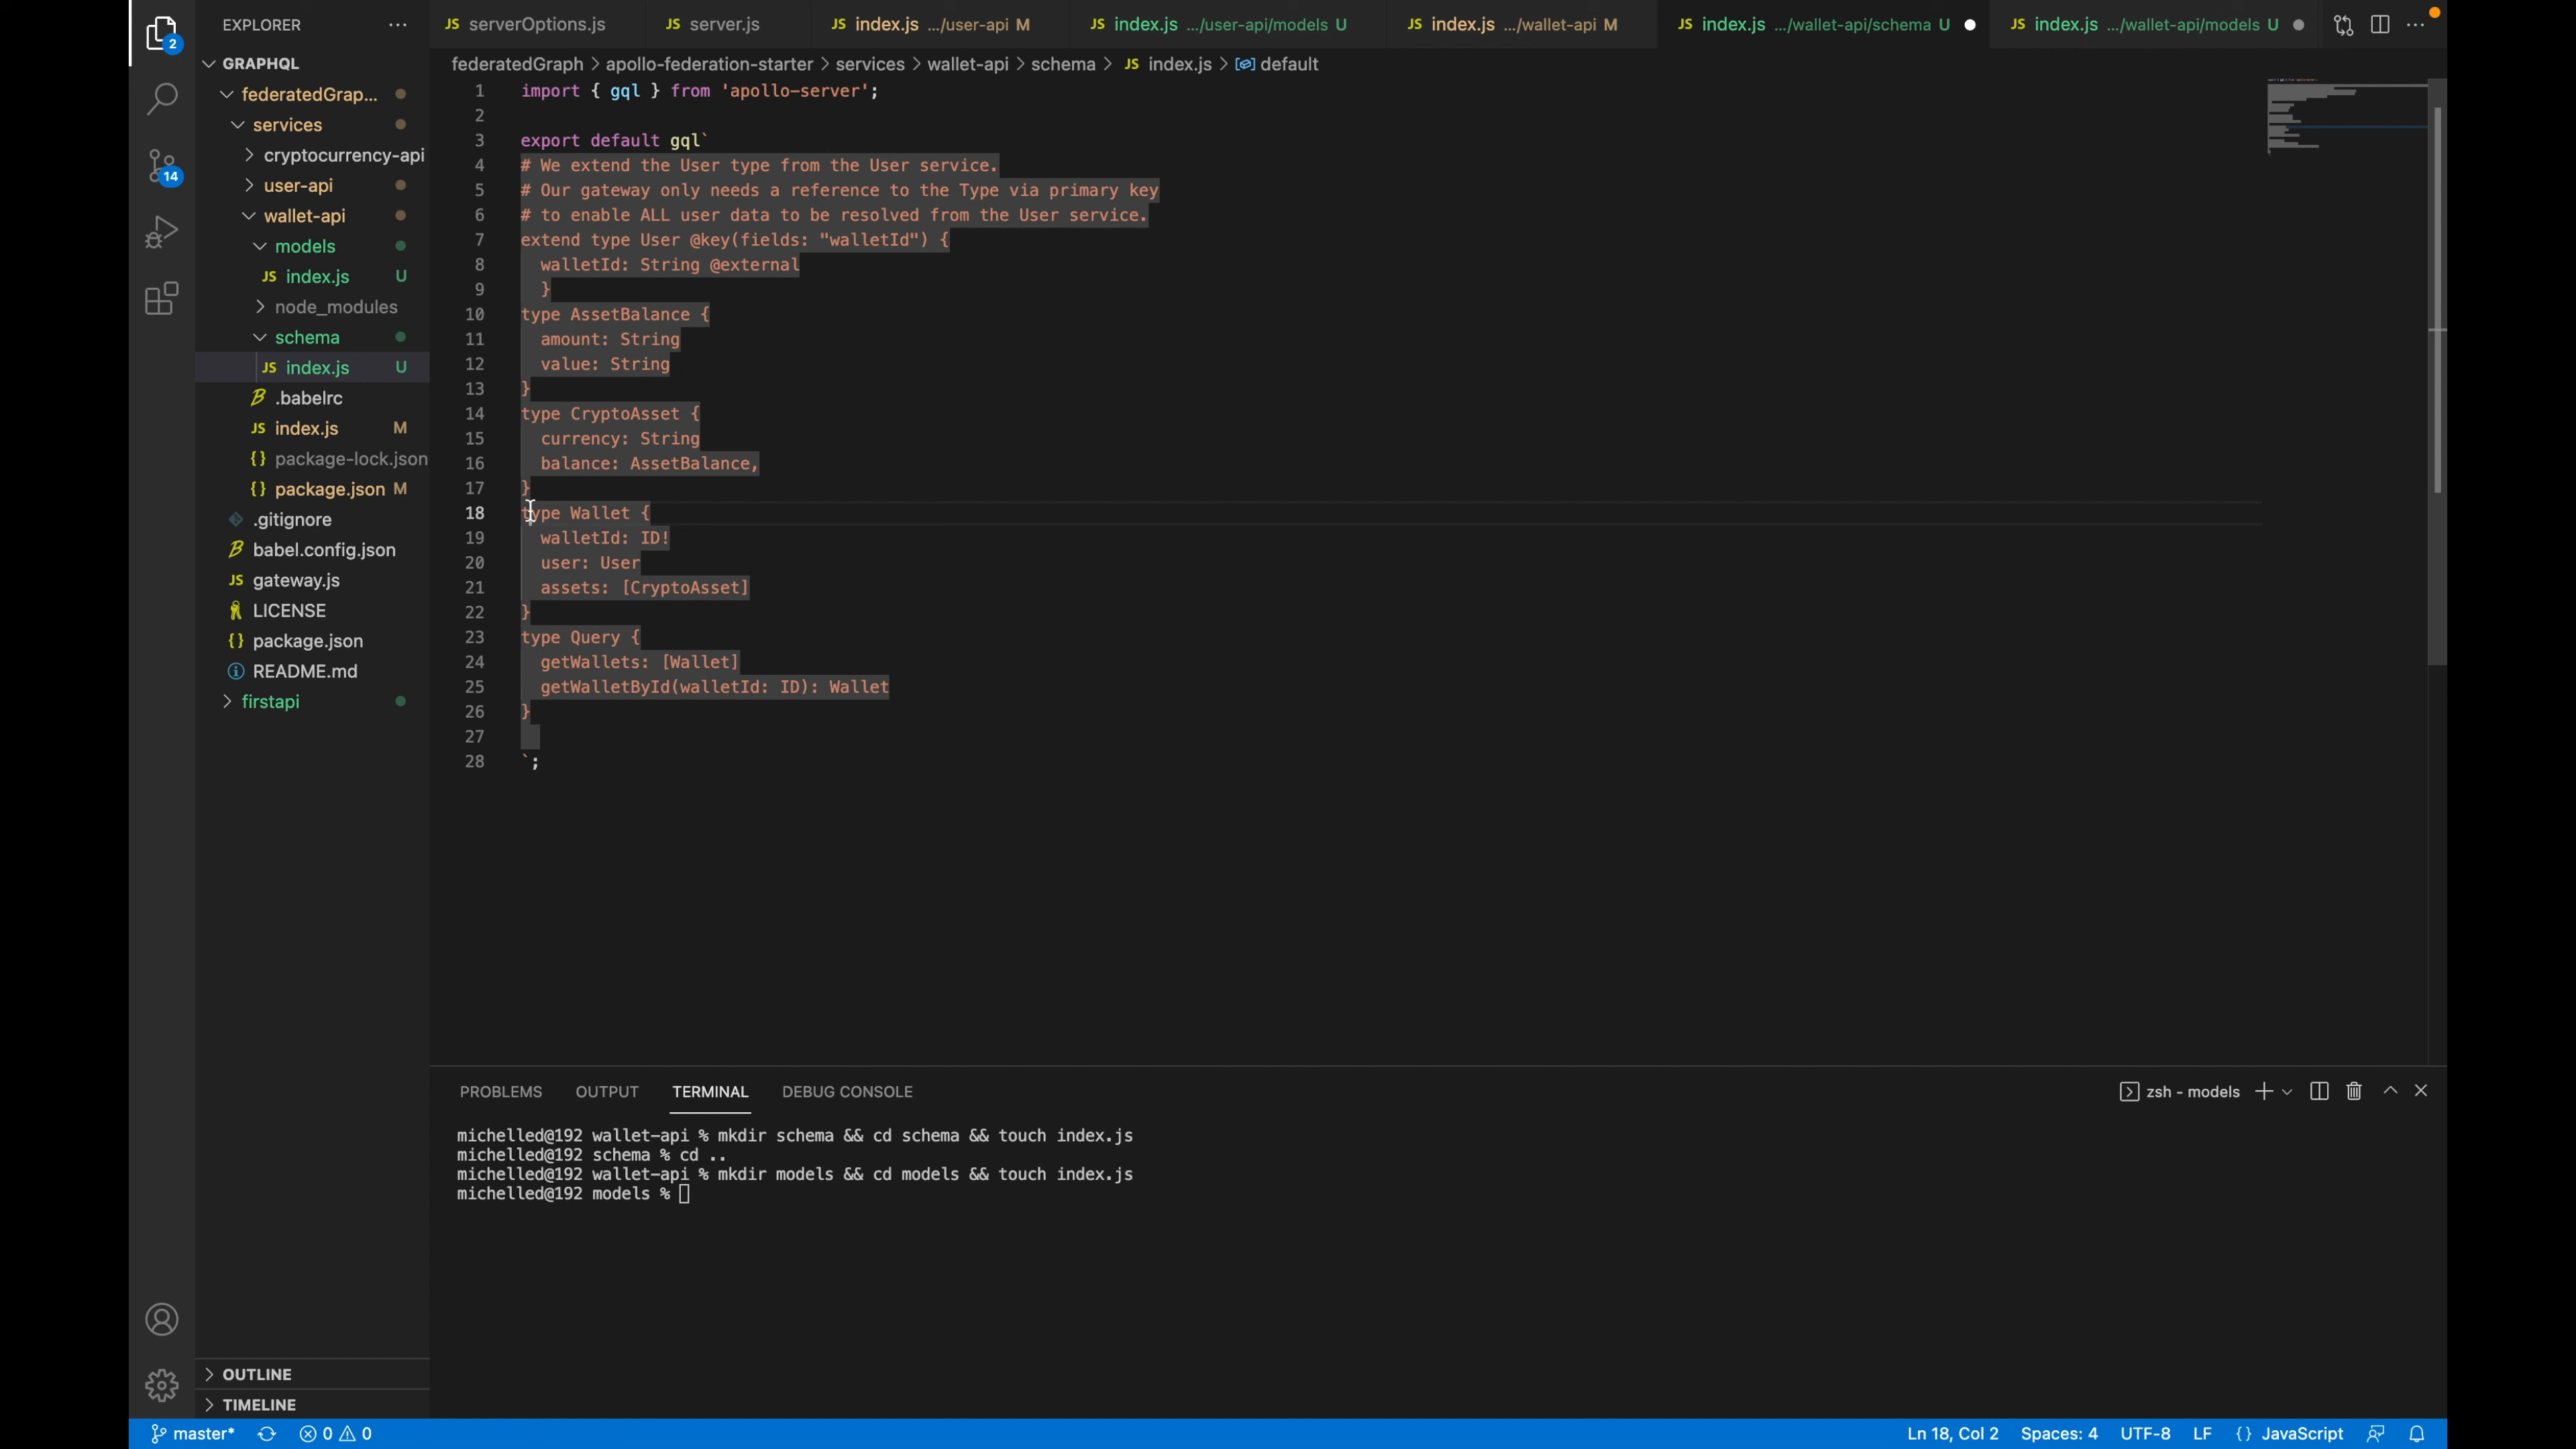 EXPLORER
serverOptions.js
server.js
index.js .../user-api M
index.js .../user-api/models U
index.js .../wallet-api M
index.js .../wallet-api/schema U
index.js .../wallet-api/models U
2
14
GRAPHQL
federatedGrap...
services
cryptocurrency-api
user-api
wallet-api
models
index.js U
node_modules
schema
index.js U
.babelrc
index.js M
package-lock.json
package.json M
.gitignore
babel.config.json
gateway.js
LICENSE
package.json
README.md
firstapi
OUTLINE
TIMELINE
federatedGraph > apollo-federation-starter > services > wallet-api > schema > JS index.js > default
1 import { gql } from 'apollo-server';
2
3 export default gql`
4 # We extend the User type from the User service.
5 # Our gateway only needs a reference to the Type via primary key
6 # to enable ALL user data to be resolved from the User service.
7 extend type User @key(fields: "walletId") {
8 walletId: String @external
9 }
10 type AssetBalance {
11 amount: String
12 value: String
13 }
14 type CryptoAsset {
15 currency: String
16 balance: AssetBalance,
17 }
18 type Wallet {
19 walletId: ID!
20 user: User
21 assets: [CryptoAsset]
22 }
23 type Query {
24 getWallets: [Wallet]
25 getWalletById(walletId: ID): Wallet
26 }
27
28 `;
PROBLEMS OUTPUT TERMINAL DEBUG CONSOLE
zsh - models
michelled@192 wallet-api % mkdir schema && cd schema && touch index.js
michelled@192 schema % cd ..
michelled@192 wallet-api % mkdir models && cd models && touch index.js
michelled@192 models %
master* 0 0
Ln 18, Col 2 Spaces: 4 UTF-8 LF {} JavaScript